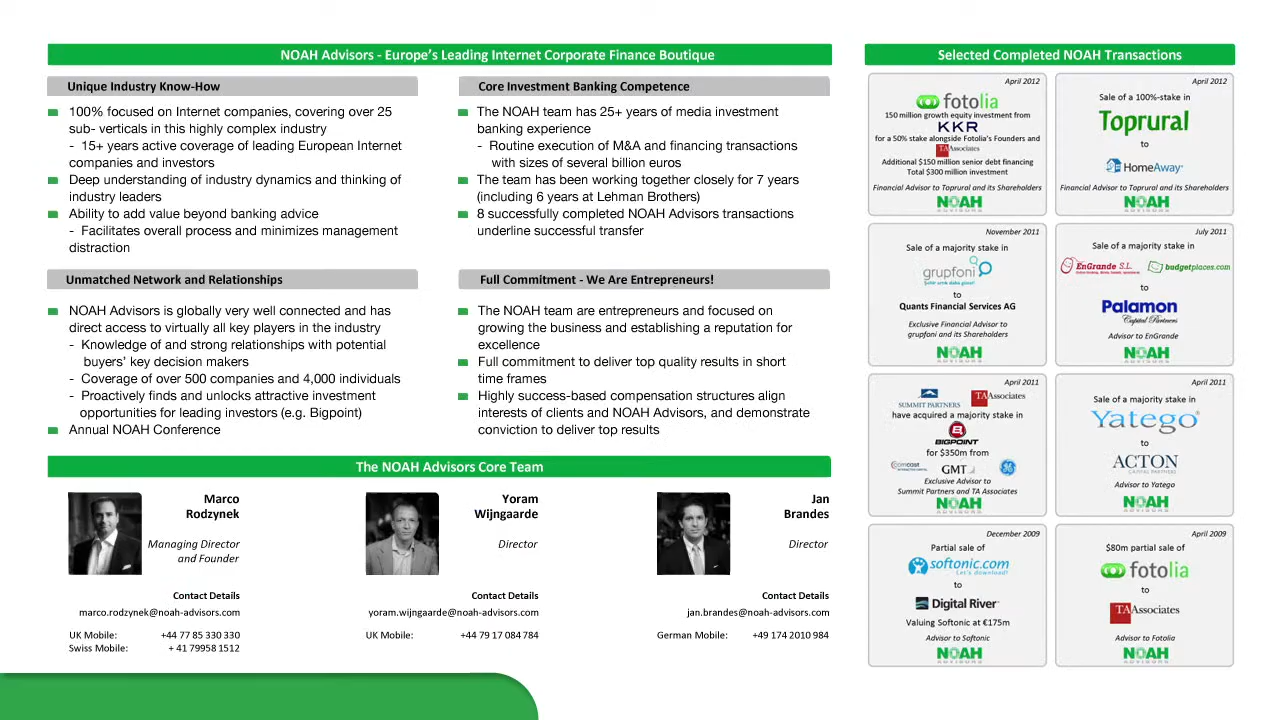 NOAH Advisors - Europe's Leading Internet Corporate Finance Boutique
Unique Industry Know-How
100% focused on Internet companies, covering over 25
sub- verticals in this highly complex industry
- 15+ years active coverage of leading European Internet
companies and investors
Deep understanding of industry dynamics and thinking of
industry leaders
Ability to add value beyond banking advice
- Facilitates overall process and minimizes management
distraction
Core Investment Banking Competence
The NOAH team has 25+ years of media investment
banking experience
- Routine execution of M&A and financing transactions
with sizes of several billion euros
The team has been working together closely for 7 years
(including 6 years at Lehman Brothers)
8 successfully completed NOAH Advisors transactions
underline successful transfer
Unmatched Network and Relationships
NOAH Advisors is globally very well connected and has
direct access to virtually all key players in the industry
- Knowledge of and strong relationships with potential
buyers' key decision makers
- Coverage of over 500 companies and 4,000 individuals
- Proactively finds and unlocks attractive investment
opportunities for leading investors (e.g. Bigpoint)
Annual NOAH Conference
Full Commitment - We Are Entrepreneurs!
The NOAH team are entrepreneurs and focused on
growing the business and establishing a reputation for
excellence
Full commitment to deliver top quality results in short
time frames
Highly success-based compensation structures align
interests of clients and NOAH Advisors, and demonstrate
conviction to deliver top results
The NOAH Advisors Core Team
Marco
Rodzynek
Managing Director
and Founder
Contact Details
marco.rodzynek@noah-advisors.com
UK Mobile: +44 77 85 330 330
Swiss Mobile: + 41 79958 1512
Yoram
Wijngaarde
Director
Contact Details
yoram.wijngaarde@noah-advisors.com
UK Mobile: +44 79 17 084 784
Jan
Brandes
Director
Contact Details
jan.brandes@noah-advisors.com
German Mobile: +49 174 2010 984
Selected Completed NOAH Transactions
April 2012
fotolia
150 million growth equity investment from
KKR
for a 50% stake alongside Fotolia's Founders and
TA Associates
Additional $150 million senior debt financing
Total $300 million investment
Financial Advisor to Toprural and its Shareholders
NOAH
ADVISORS
April 2012
Sale of a 100%-stake in
Toprural
to
HomeAway
Financial Advisor to Toprural and its Shareholders
NOAH
ADVISORS
November 2011
Sale of a majority stake in
grupfoni
to
Quants Financial Services AG
Exclusive Financial Advisor to
grupfoni and its Shareholders
NOAH
ADVISORS
July 2011
Sale of a majority stake in
EnGrande S.L. budgetplaces.com
to
Palamon
Capital Partners
Advisor to EnGrande
NOAH
ADVISORS
April 2011
SUMMIT PARTNERS TA Associates
have acquired a majority stake in
BIGPOINT
for $350m from
comcast GMT GE
Exclusive Advisor to
Summit Partners and TA Associates
NOAH
ADVISORS
April 2011
Sale of a majority stake in
Yatego
to
ACTON
CAPITAL PARTNERS
Advisor to Yatego
NOAH
ADVISORS
December 2009
Partial sale of
softonic.com
Let's download!
to
Digital River
Valuing Softonic at €175m
Advisor to Softonic
NOAH
ADVISORS
April 2009
$80m partial sale of
fotolia
to
TA Associates
Advisor to Fotolia
NOAH
ADVISORS